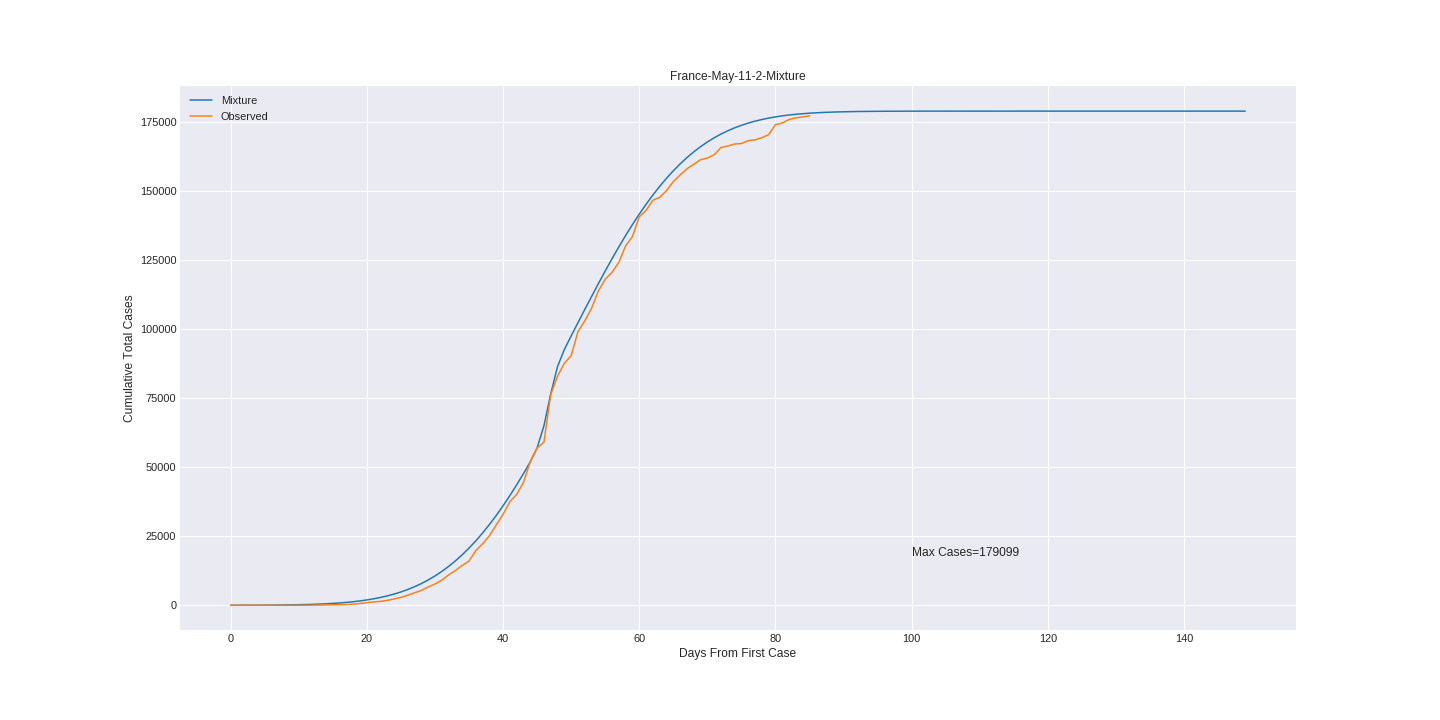 France-May-11-2-Mixture
Mixture
Observed
175000
150000
125000
100000
75000
50000
25000
0
Cumulative Total Cases
Max Cases=179099
0 20 40 60 80 100 120 140
Days From First Case